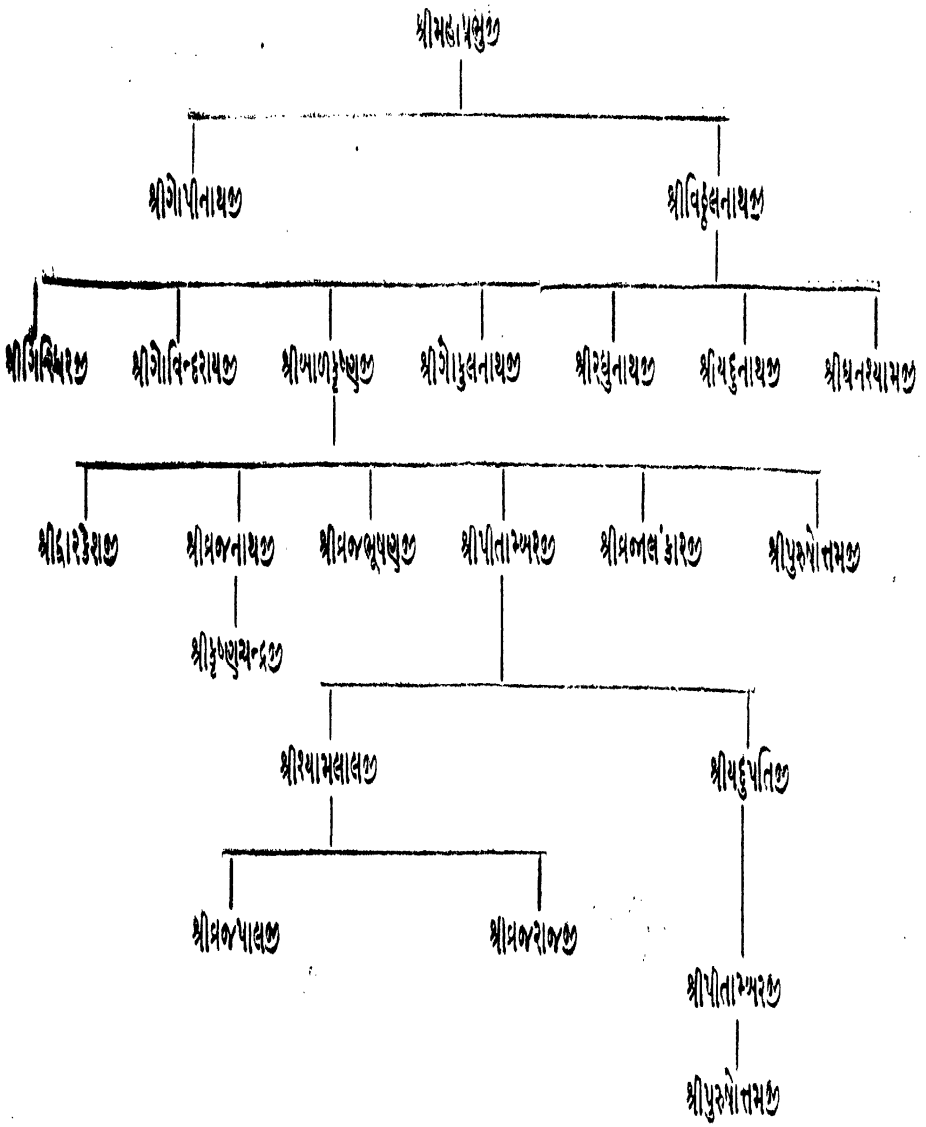 શ્રીમહાપ્રભુજી
શ્રીગોપીનાથજી શ્રીવિઠ્ઠલનાથજી
શ્રીગિરિધરજી શ્રીગોવિન્દરાયજી શ્રીબાળકૃષ્ણજી શ્રીગોકુલનાથજી શ્રીરઘુનાથજી શ્રીયદુનાથજી શ્રીઘનશ્યામજી
શ્રીદ્વારકેશજી શ્રીવ્રજનાથજી શ્રીવ્રજભૂષણજી શ્રીપીતામ્બરજી શ્રીવ્રજાલંકારજી શ્રીપુરુષોત્તમજી
શ્રીકૃષ્ણચન્દ્રજી
શ્રીશ્યામલાલજી શ્રીયદુપતિજી
શ્રીવ્રજપાલજી શ્રીવ્રજરાજજી
શ્રીપીતામ્બરજી
શ્રીપુરુષોત્તમજી